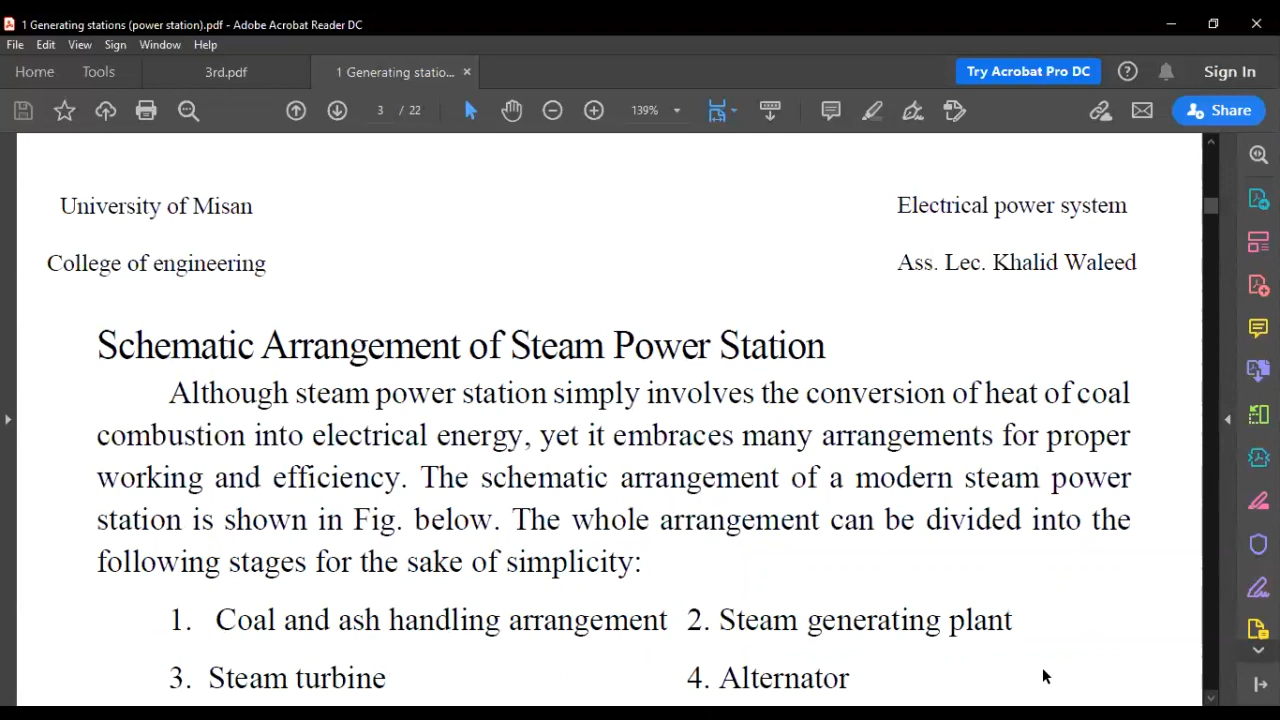 1 Generating stations (power station).pdf - Adobe Acrobat Reader DC
File Edit View Sign Window Help
Home Tools 3rd.pdf 1 Generating statio... × Try Acrobat Pro DC Sign In
3 / 22 139% Share
University of Misan Electrical power system
College of engineering Ass. Lec. Khalid Waleed
Schematic Arrangement of Steam Power Station
Although steam power station simply involves the conversion of heat of coal
combustion into electrical energy, yet it embraces many arrangements for proper
working and efficiency. The schematic arrangement of a modern steam power
station is shown in Fig. below. The whole arrangement can be divided into the
following stages for the sake of simplicity:
1. Coal and ash handling arrangement 2. Steam generating plant
3. Steam turbine 4. Alternator